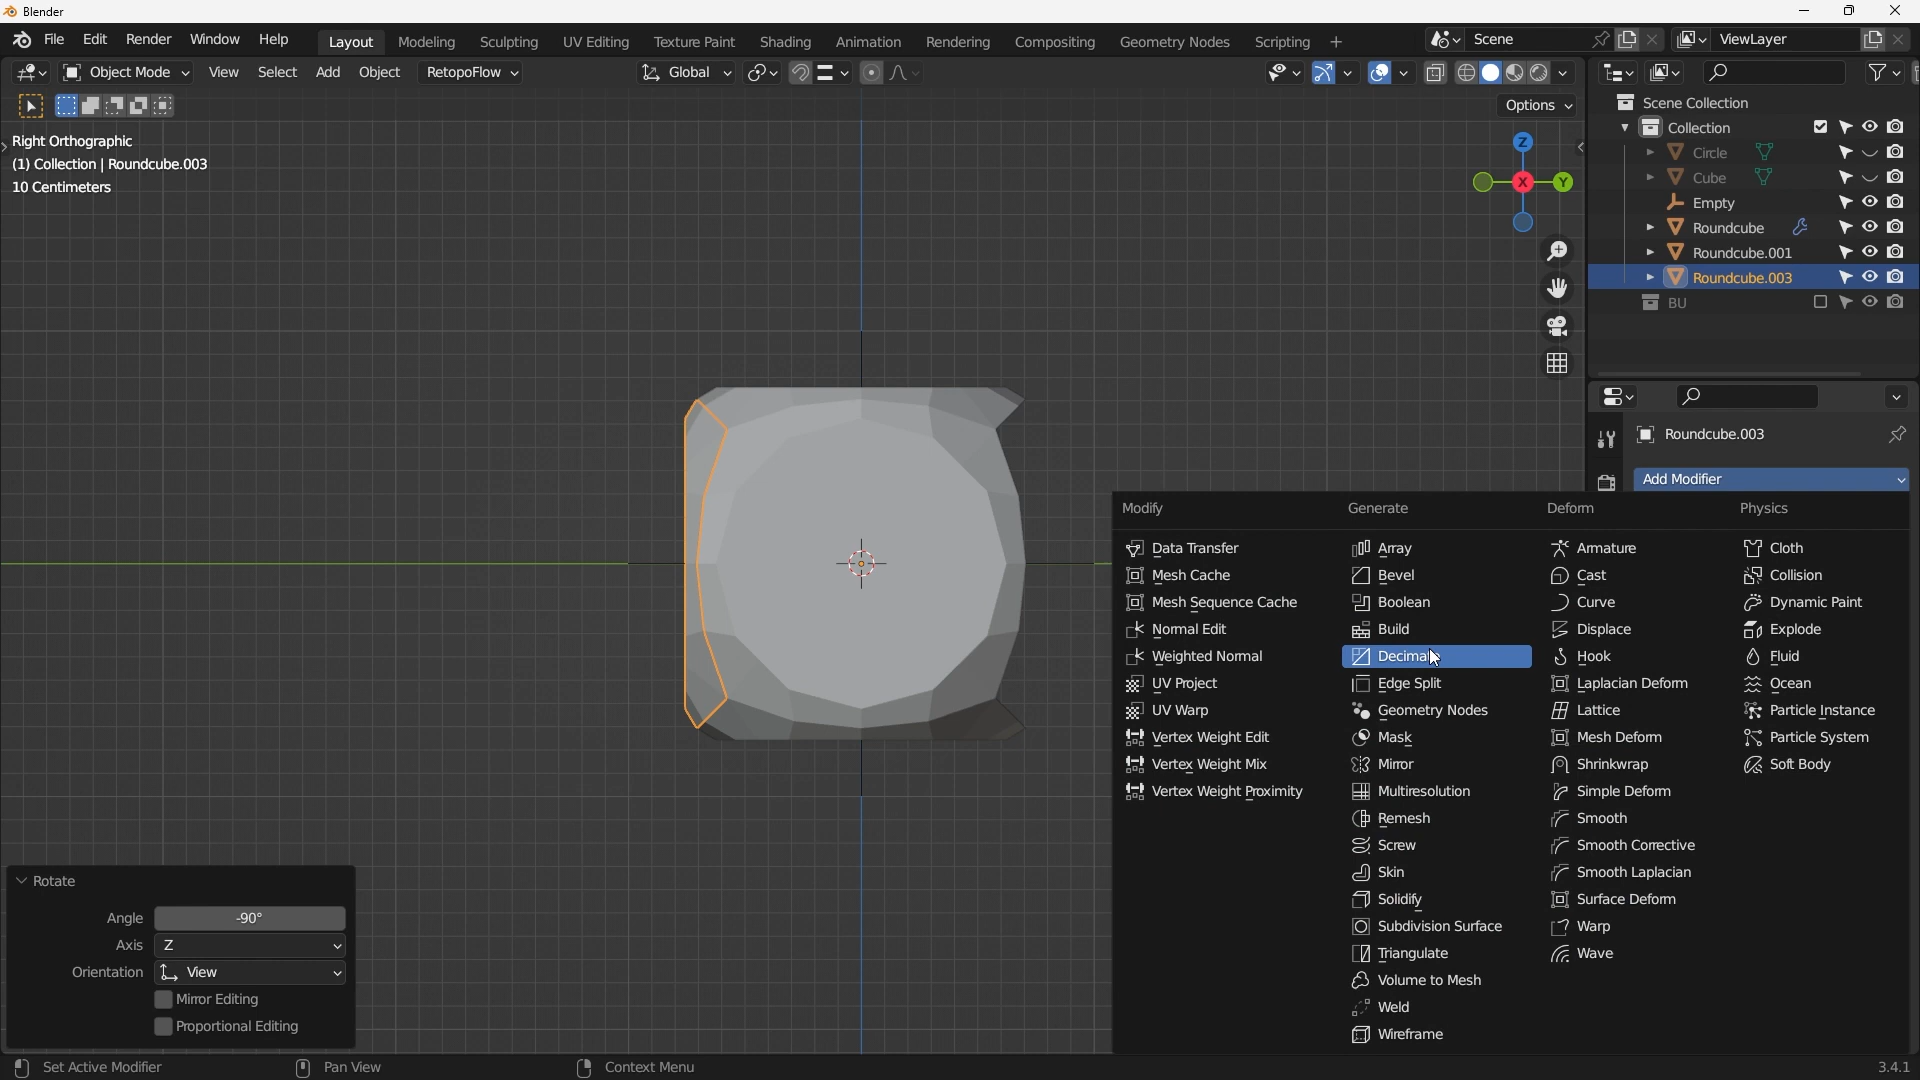 Blender
File Edit Render Window Help Layout Modeling Sculpting UV Editing Texture Paint Shading Animation Rendering Compositing Geometry Nodes Scripting + Scene ViewLayer
Object Mode View Select Add Object RetopoFlow Global
Options
Right Orthographic
(1) Collection | Roundcube.003
10 Centimeters
Z
X
Y
Scene Collection
Collection
Circle
Cube
Empty
Roundcube
Roundcube.001
Roundcube.003
BU
Roundcube.003
Add Modifier
Modify Generate Deform Physics
Data Transfer Array Armature Cloth
Mesh Cache Bevel Cast Collision
Mesh Sequence Cache Boolean Curve Dynamic Paint
Normal Edit Build Displace Explode
Weighted Normal Decimate Hook Fluid
UV Project Edge Split Laplacian Deform Ocean
UV Warp Geometry Nodes Lattice Particle Instance
Vertex Weight Edit Mask Mesh Deform Particle System
Vertex Weight Mix Mirror Shrinkwrap Soft Body
Vertex Weight Proximity Multiresolution Simple Deform
Remesh Smooth
Screw Smooth Corrective
Skin Smooth Laplacian
Solidify Surface Deform
Subdivision Surface Warp
Triangulate Wave
Volume to Mesh
Weld
Wireframe
Rotate
Angle -90°
Axis Z
Orientation View
Mirror Editing
Proportional Editing
Set Active Modifier Pan View Context Menu 3.4.1